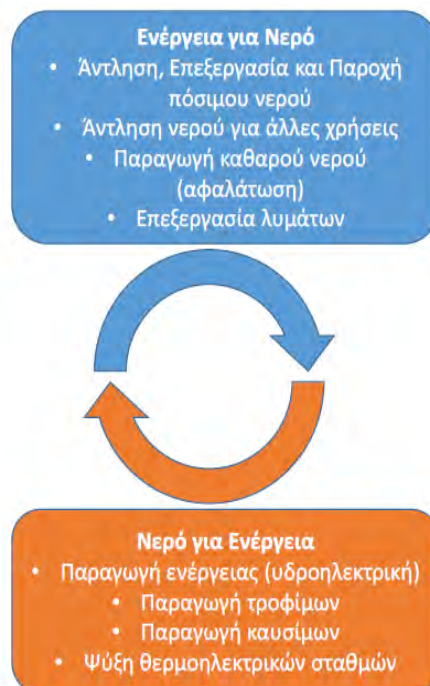 Ενέργεια για Νερό
• Άντληση, Επεξεργασία και Παροχή
πόσιμου νερού
• Άντληση νερού για άλλες χρήσεις
• Παραγωγή καθαρού νερού
(αφαλάτωση)
• Επεξεργασία λυμάτων
Νερό για Ενέργεια
• Παραγωγή ενέργειας (υδροηλεκτρική)
• Παραγωγή τροφίμων
• Παραγωγή καυσίμων
• Ψύξη θερμοηλεκτρικών σταθμών